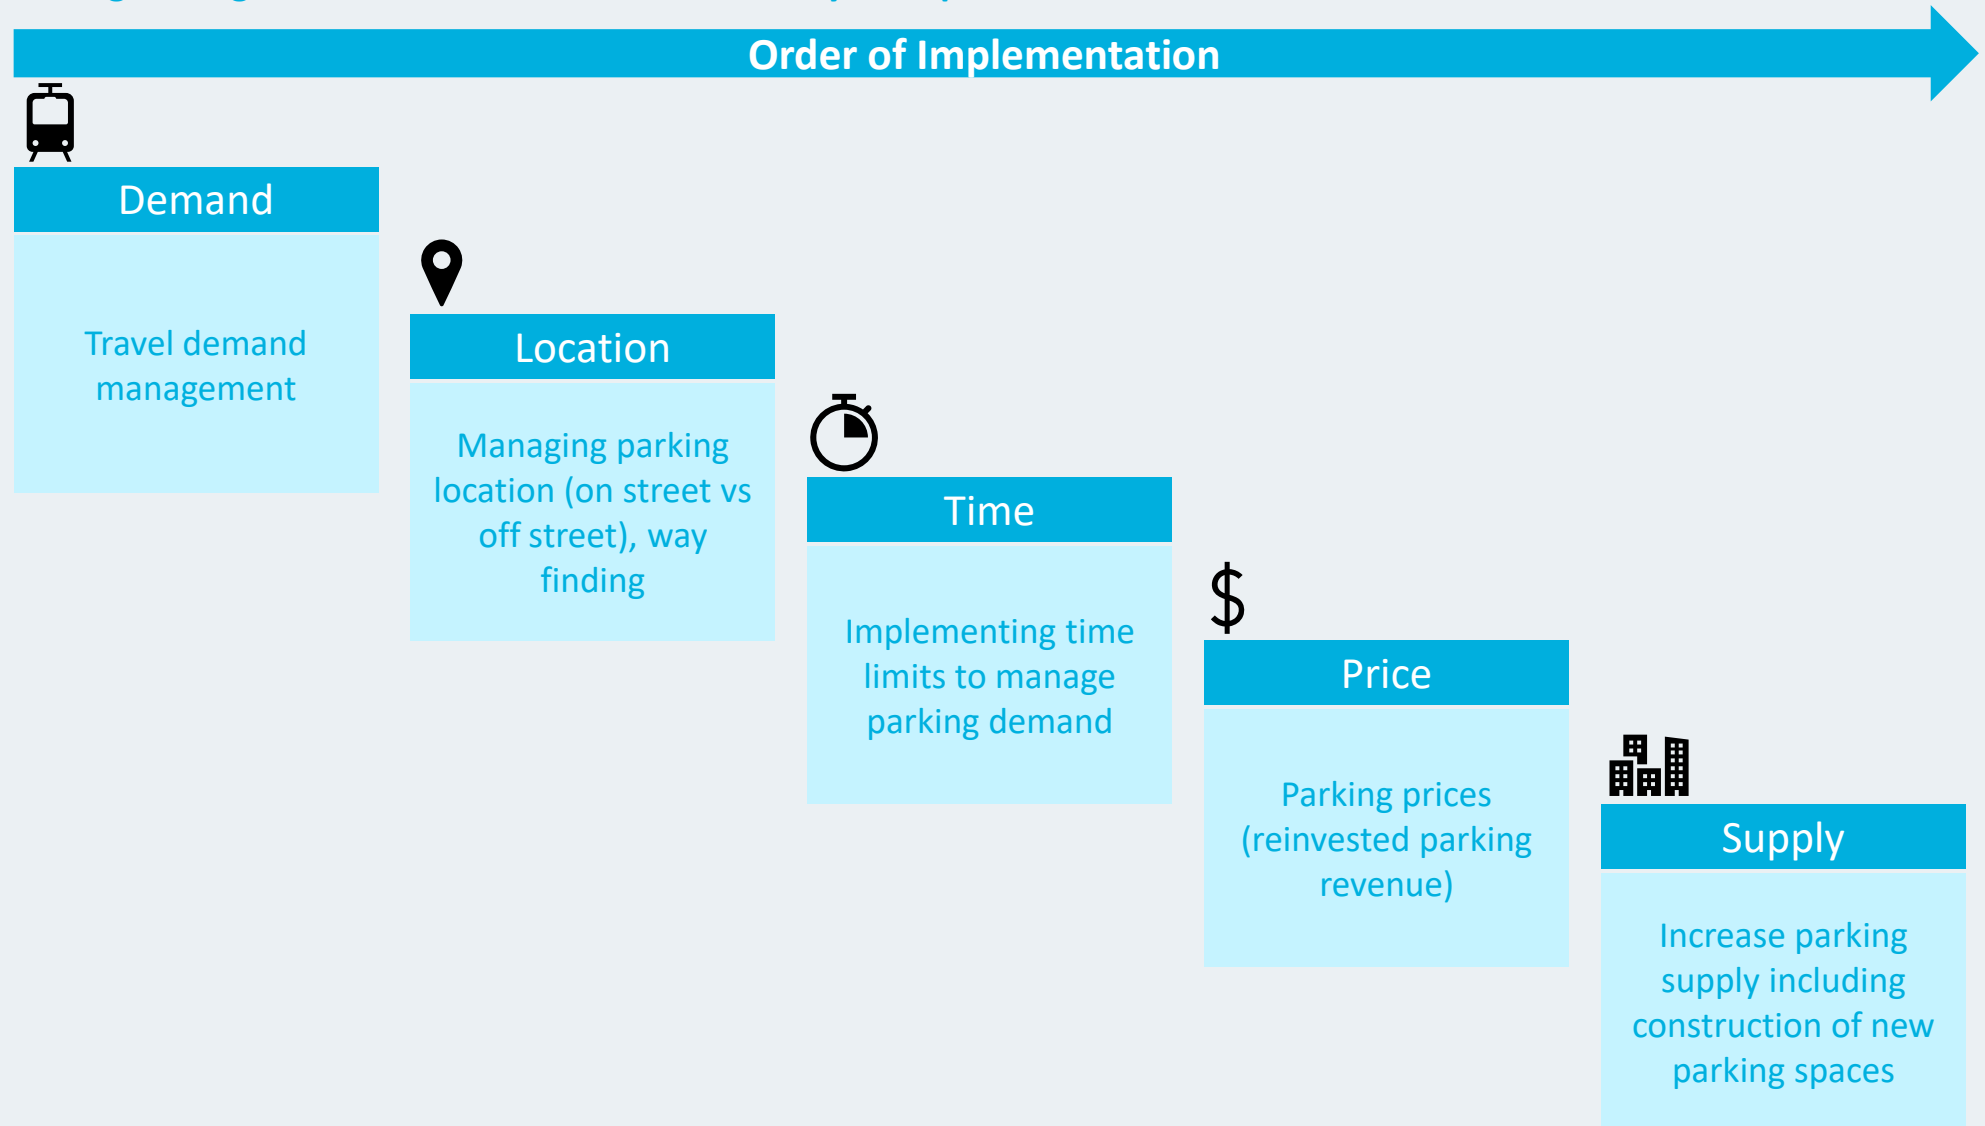 Order of Implementation
Demand
Travel demand
management
Location
Managing parking
location (on street vs
off street), way
finding
Time
Implementing time
limits to manage
parking demand
$
Price
Parking prices
(reinvested parking
revenue)
Supply
Increase parking
supply including
construction of new
parking spaces